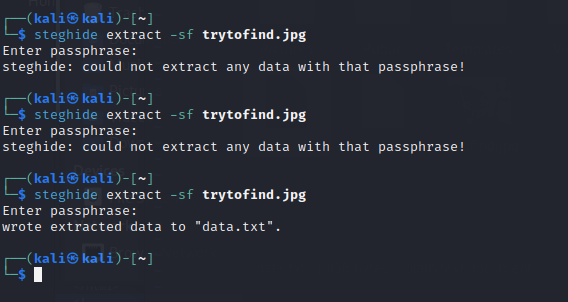 ┌──(kali㉿kali)-[~]
└─$ steghide extract -sf trytofind.jpg
Enter passphrase:
steghide: could not extract any data with that passphrase!
┌──(kali㉿kali)-[~]
└─$ steghide extract -sf trytofind.jpg
Enter passphrase:
steghide: could not extract any data with that passphrase!
┌──(kali㉿kali)-[~]
└─$ steghide extract -sf trytofind.jpg
Enter passphrase:
wrote extracted data to "data.txt".
┌──(kali㉿kali)-[~]
└─$